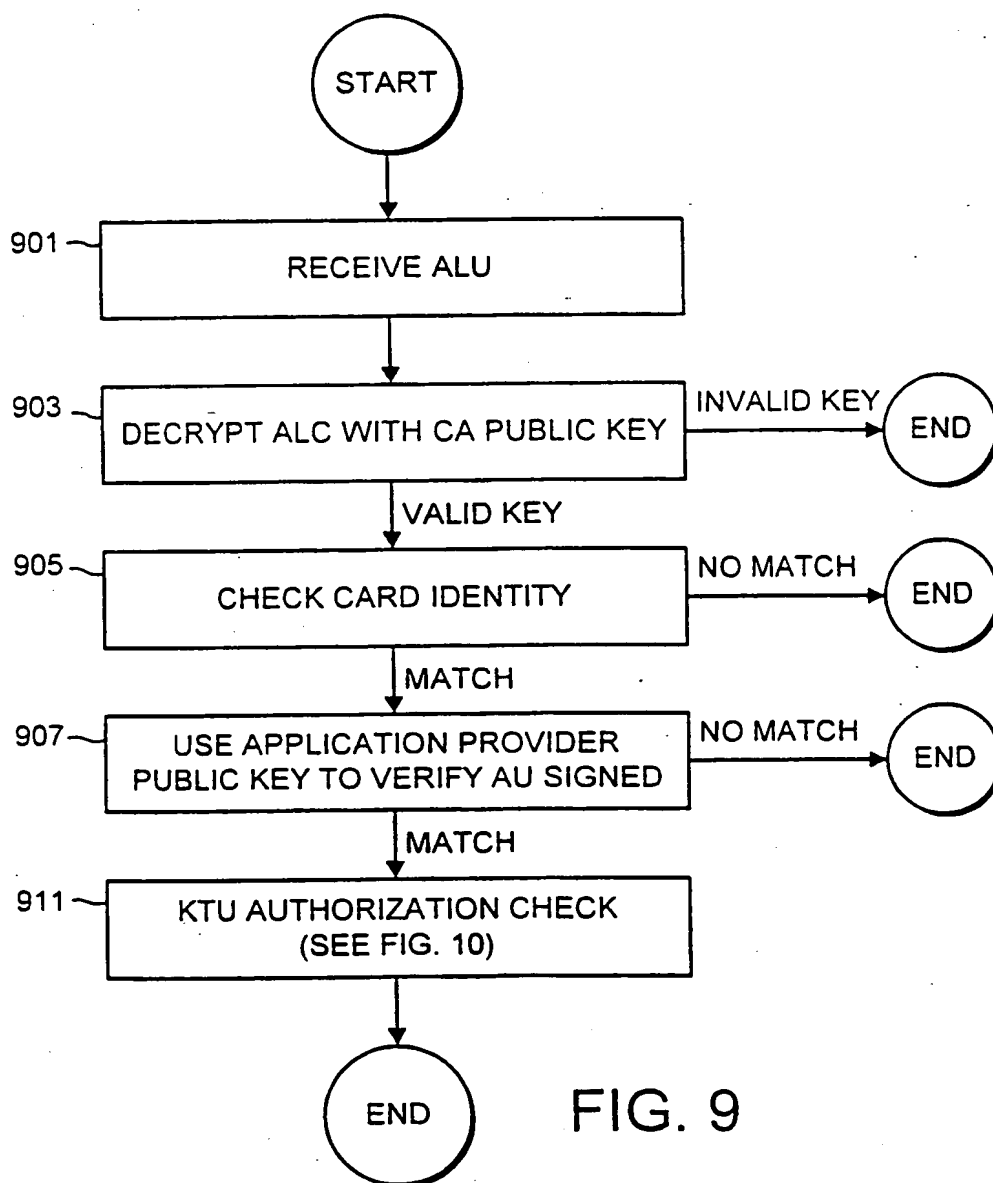 START
901
RECEIVE ALU
903
DECRYPT ALC WITH CA PUBLIC KEY
INVALID KEY
END
VALID KEY
905
CHECK CARD IDENTITY
NO MATCH
END
MATCH
907
USE APPLICATION PROVIDER
PUBLIC KEY TO VERIFY AU SIGNED
NO MATCH
END
MATCH
911
KTU AUTHORIZATION CHECK
(SEE FIG. 10)
END
FIG. 9